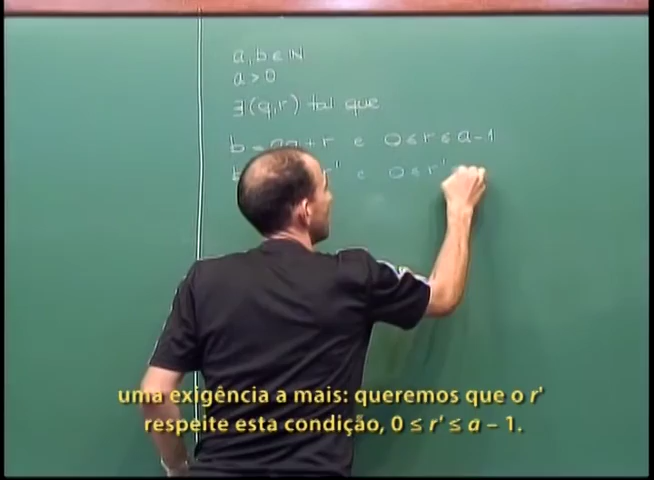 a, b ∈ ℕ
a > 0
∃(q,r) tal que
b = aq + r e 0 ≤ r ≤ a - 1
r' e 0 ≤ r'
uma exigência a mais: queremos que o r'
respeite esta condição, 0 ≤ r' ≤ a – 1.